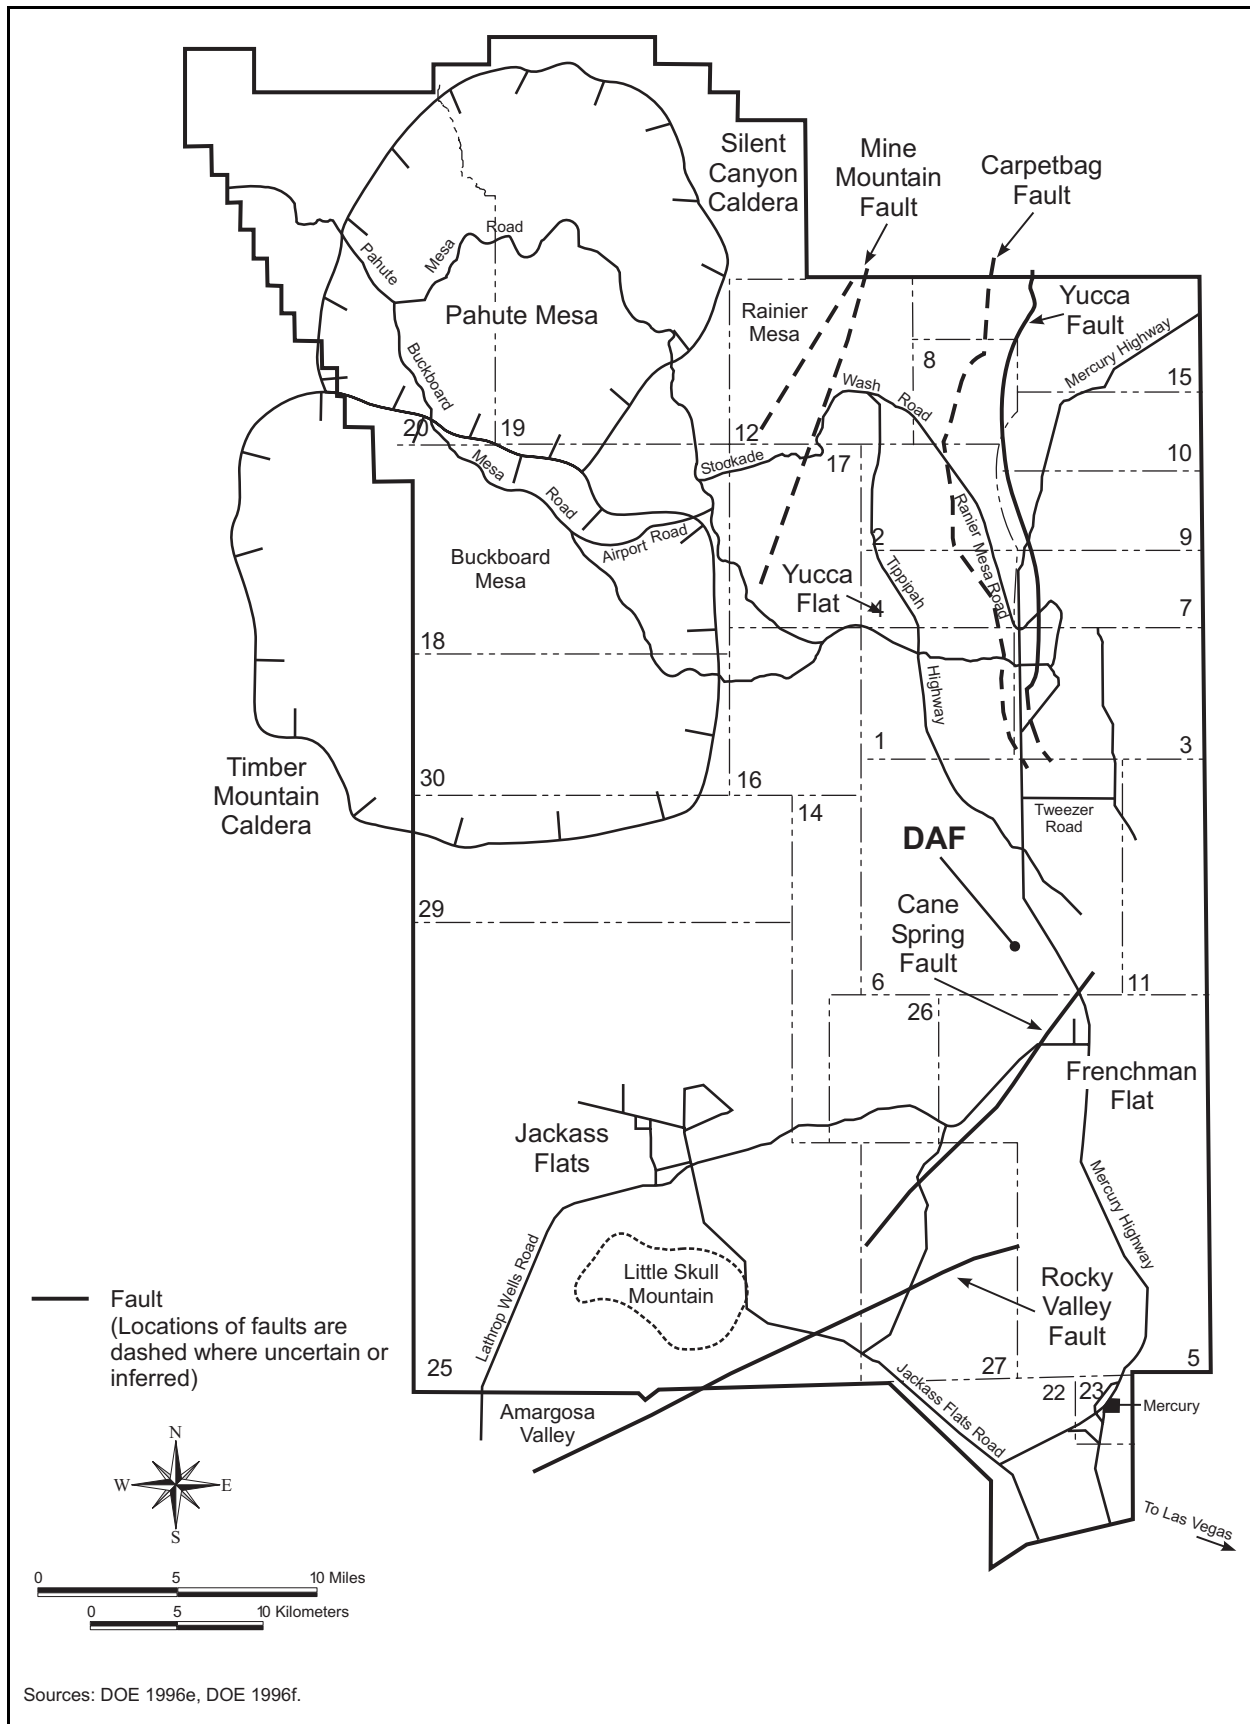 Silent
Canyon
Caldera
Mine
Mountain
Fault
Carpetbag
Fault
Yucca
Fault
Pahute
Mesa
Road
Pahute Mesa
Rainier
Mesa
Mercury Highway
8
15
Buckboard
Mesa
Road
Wash
Road
20
19
12
Stockade
17
10
Airport Road
Buckboard
Mesa
Ranier Mesa Road
2
9
Tippipah
Highway
Yucca
Flat
4
7
18
1
3
Timber
Mountain
Caldera
30
16
14
Tweezer
Road
DAF
29
Cane
Spring
Fault
6
11
26
Frenchman
Flat
Jackass
Flats
Mercury Highway
Lathrop Wells Road
Little Skull
Mountain
Rocky
Valley
Fault
Fault
(Locations of faults are
dashed where uncertain or
inferred)
25
27
5
22
23
Mercury
Amargosa
Valley
Jackass Flats Road
N
W
E
S
To Las Vegas
0 5 10 Miles
0 5 10 Kilometers
Sources: DOE 1996e, DOE 1996f.